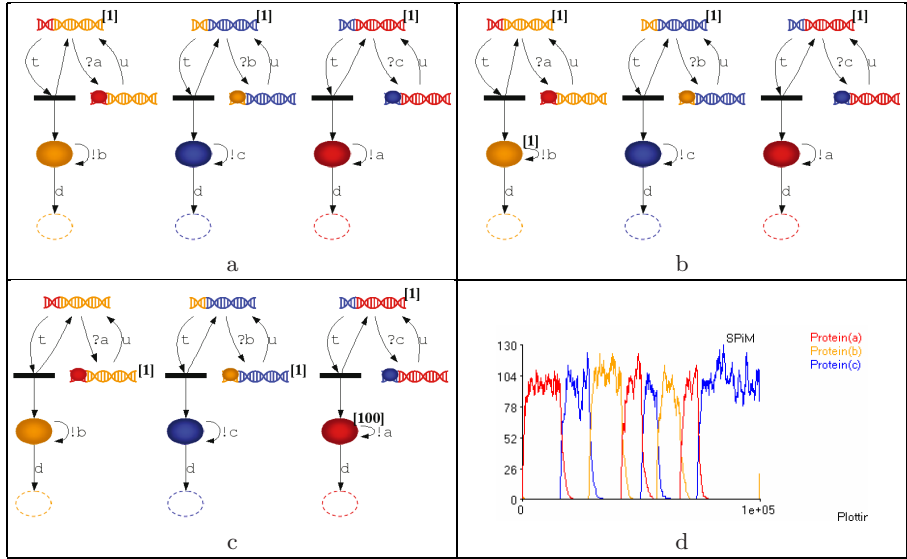 [1] [1] [1]
t ?a u t ?b u t ?c u
!b !c !a
d d d
a
[1] [1] [1]
t ?a u t ?b u t ?c u
[1] !b !c !a
d d d
b
[1]
t ?a u t ?b u t ?c u
[1] [1]
[100]
!b !c !a
d d d
c
SPiM
Protein(a)
Protein(b)
Protein(c)
130
104
78
52
26
0
0 1e+05
Plottir
d